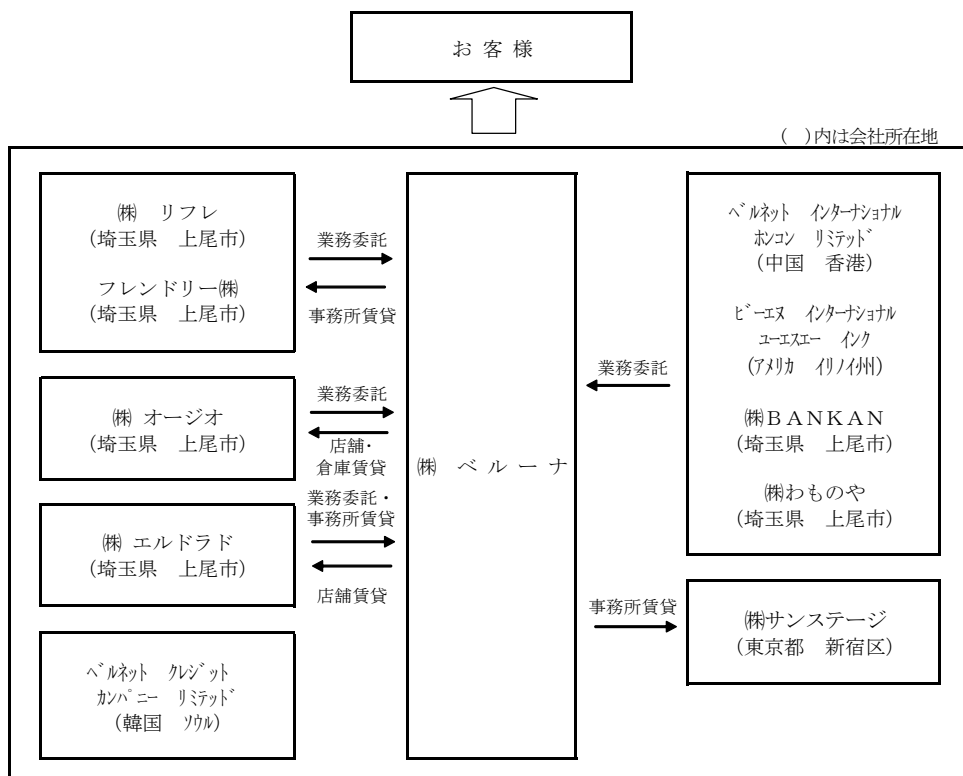 お 客 様
(　)内は会社所在地
㈱　リフレ
(埼玉県　上尾市)
フレンドリー㈱
(埼玉県　上尾市)
業務委託
事務所賃貸
㈱ オージオ
(埼玉県　上尾市)
業務委託
店舗・
倉庫賃貸
㈱ エルドラド
(埼玉県　上尾市)
業務委託・
事務所賃貸
店舗賃貸
ﾍﾞﾙﾈｯﾄ　ｸﾚｼﾞｯﾄ
ｶﾝﾊﾟﾆｰ　ﾘﾐﾃｯﾄﾞ
(韓国　ｿｳﾙ)
㈱ ベ ル ー ナ
ﾍﾞﾙﾈｯﾄ　ｲﾝﾀｰﾅｼｮﾅﾙ
ﾎﾝｺﾝ　ﾘﾐﾃｯﾄﾞ
(中国　香港)
ﾋﾞｰｴﾇ　ｲﾝﾀｰﾅｼｮﾅﾙ
ﾕｰｴｽｴｰ　ｲﾝｸ
(ｱﾒﾘｶ　ｲﾘﾉｲ州)
㈱ＢＡＮＫＡＮ
(埼玉県　上尾市)
㈱わものや
(埼玉県　上尾市)
業務委託
事務所賃貸
㈱サンステージ
(東京都　新宿区)